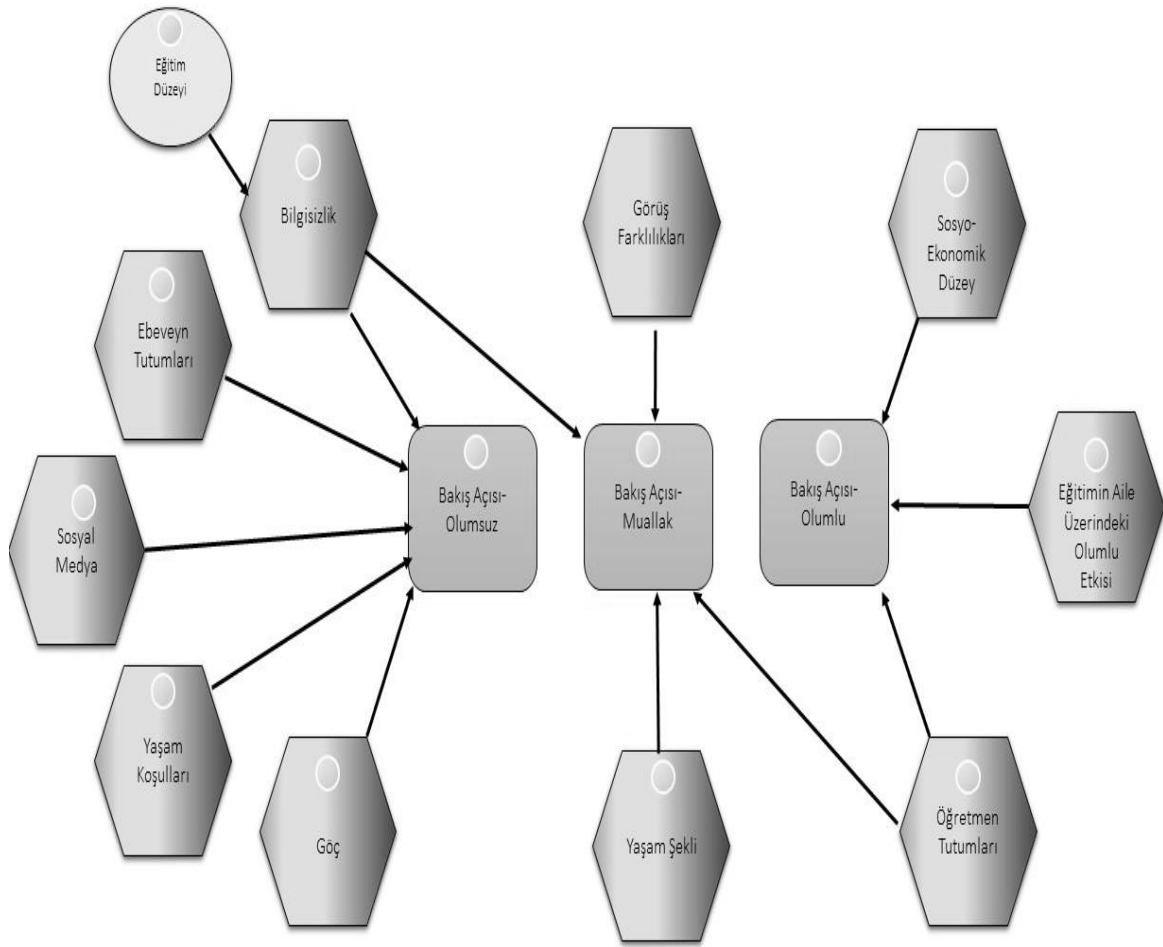 Eğitim
Düzeyi
Bilgisizlik
Görüş
Farklılıkları
Sosyo-
Ekonomik
Düzey
Ebeveyn
Tutumları
Bakış Açısı-
Olumsuz
Bakış Açısı-
Muallak
Bakış Açısı-
Olumlu
Eğitimin Aile
Üzerindeki
Olumlu
Etkisi
Sosyal
Medya
Yaşam
Koşulları
Göç
Yaşam Şekli
Öğretmen
Tutumları